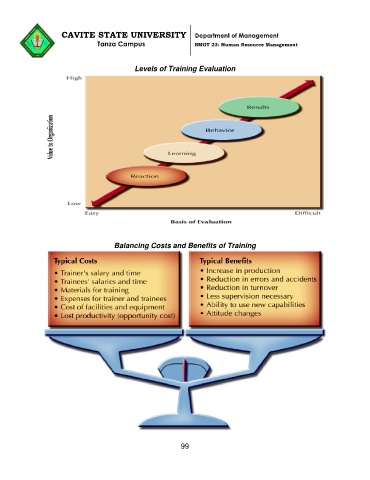 CAVITE STATE UNIVERSITY
Tanza Campus
Department of Management
BMGT 23: Human Resource Management
Levels of Training Evaluation
High
Value to Organization
Results
Behavior
Learning
Reaction
Low
Easy
Difficult
Basis of Evaluation
Balancing Costs and Benefits of Training
Typical Costs
• Trainer's salary and time
• Trainees' salaries and time
• Materials for training
• Expenses for trainer and trainees
• Cost of facilities and equipment
• Lost productivity (opportunity cost)
Typical Benefits
• Increase in production
• Reduction in errors and accidents
• Reduction in turnover
• Less supervision necessary
• Ability to use new capabilities
• Attitude changes
99